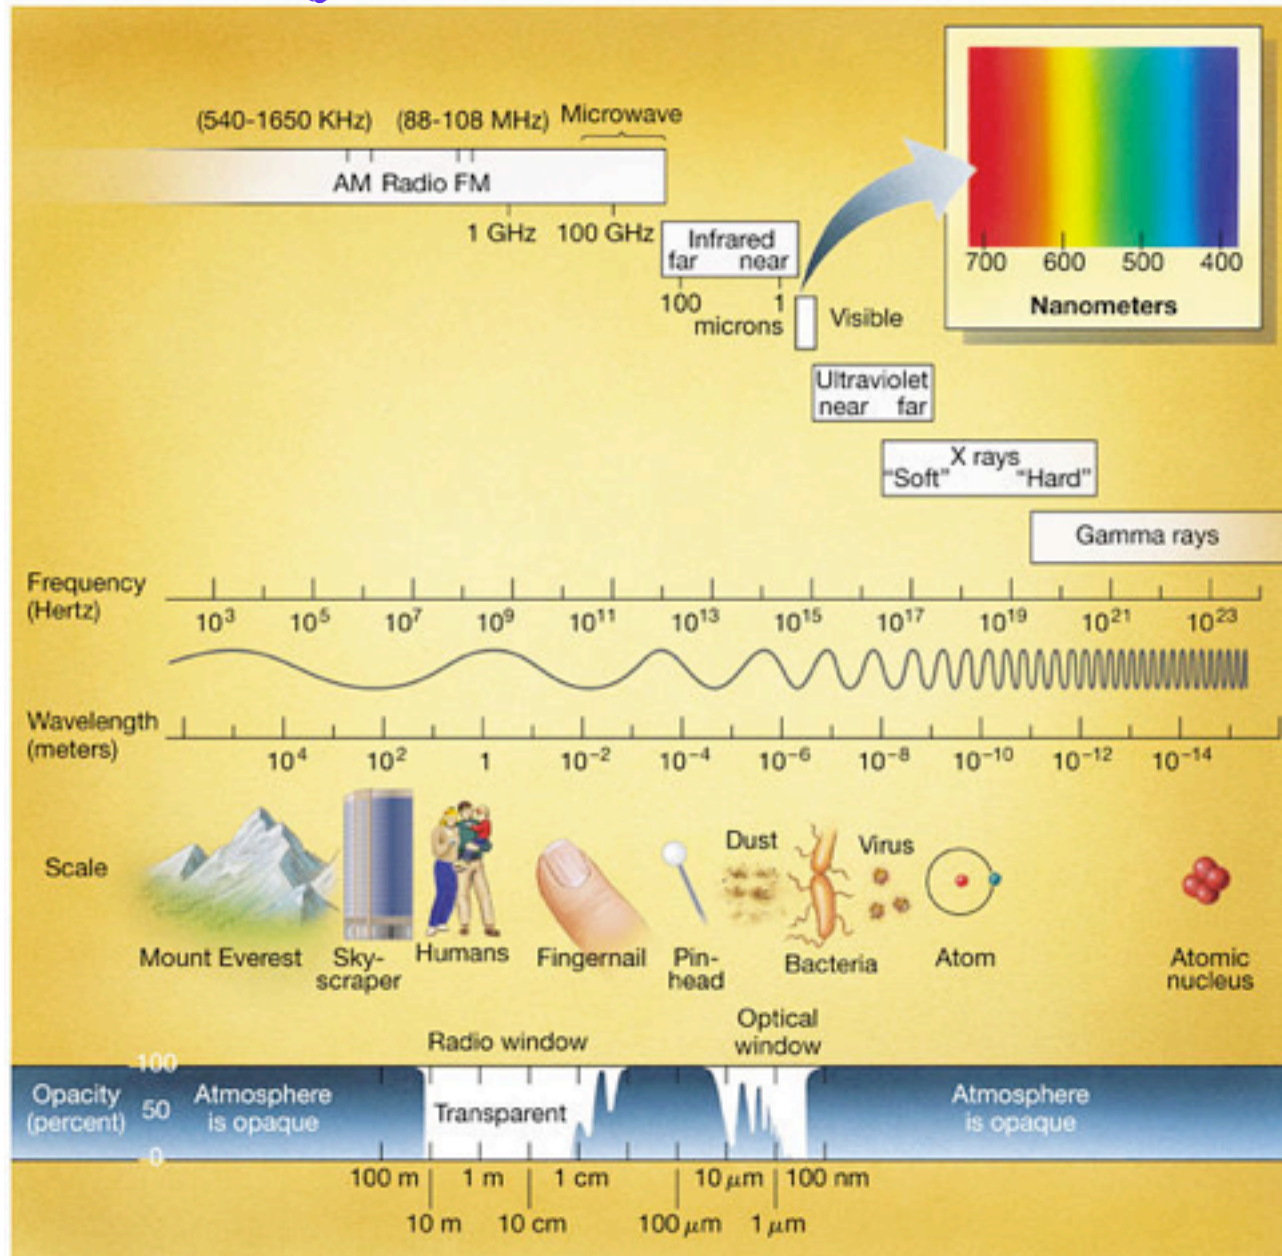 (540-1650 KHz) (88-108 MHz) Microwave
AM Radio FM
1 GHz 100 GHz
Infrared
far near
100 1
microns
Visible
Ultraviolet
near far
X rays
"Soft" "Hard"
Gamma rays
700 600 500 400
Nanometers
Frequency
(Hertz)
10³ 10⁵ 10⁷ 10⁹ 10¹¹ 10¹³ 10¹⁵ 10¹⁷ 10¹⁹ 10²¹ 10²³
Wavelength
(meters)
10⁴ 10² 1 10⁻² 10⁻⁴ 10⁻⁶ 10⁻⁸ 10⁻¹⁰ 10⁻¹² 10⁻¹⁴
Scale
Mount Everest
Sky-
scraper
Humans
Fingernail
Pin-
head
Dust
Bacteria
Virus
Atom
Atomic
nucleus
Radio window
Optical
window
Opacity
(percent)
100
50
0
Atmosphere
is opaque
Transparent
Atmosphere
is opaque
100 m 1 m 1 cm 10 μm 100 nm
10 m 10 cm 100 μm 1 μm